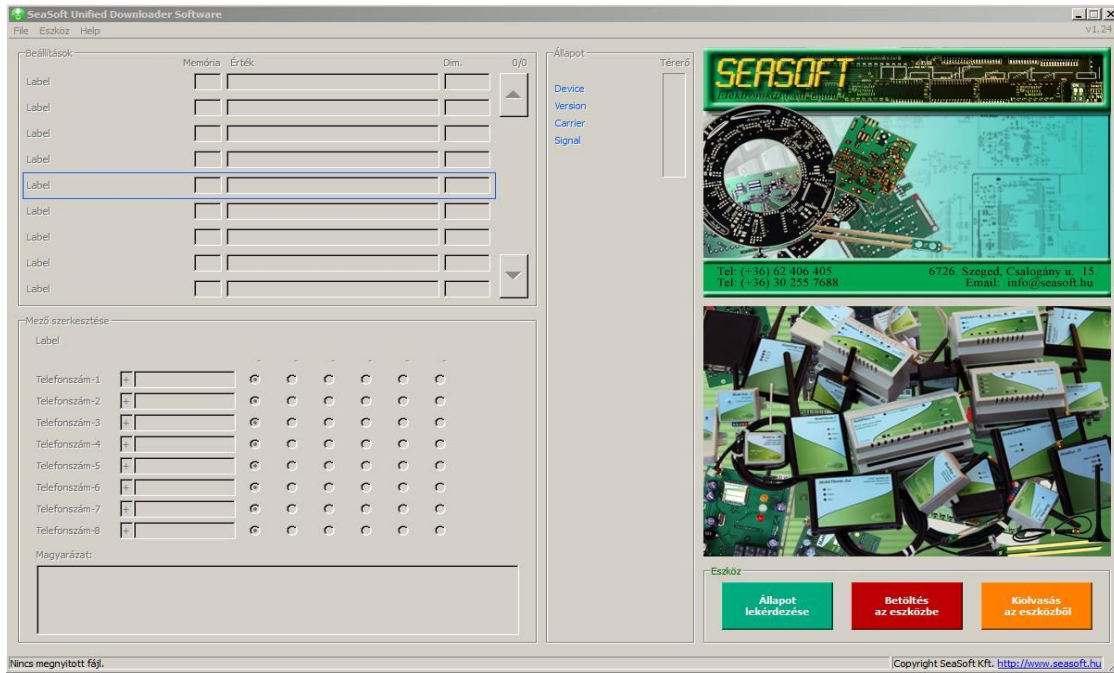 SeaSoft Unified Downloader Software
File Eszköz Help
v1.24
Beállítások
Memória Érték Dim. 0/0
Label
Label
Label
Label
Label
Label
Label
Label
Label
Mező szerkesztése
Label
Telefonszám-1 +
Telefonszám-2 +
Telefonszám-3 +
Telefonszám-4 +
Telefonszám-5 +
Telefonszám-6 +
Telefonszám-7 +
Telefonszám-8 +
Magyarázat:
Állapot
Térerő
Device
Version
Carrier
Signal
SEASOFT
Tel: (+36) 62 406 405
Tel: (+36) 30 255 7688
6726. Szeged, Csalogány u. 15.
Email: info@seasoft.hu
Eszköz
Állapot
lekérdezése
Betöltés
az eszközbe
Kiolvasás
az eszközből
Nincs megnyitott fájl.
Copyright SeaSoft Kft. http://www.seasoft.hu